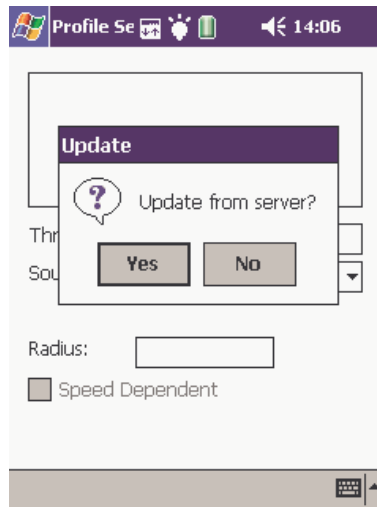 Profile Se 14:06
Update
? Update from server?
Thr
Yes No
Sou
Radius:
Speed Dependent